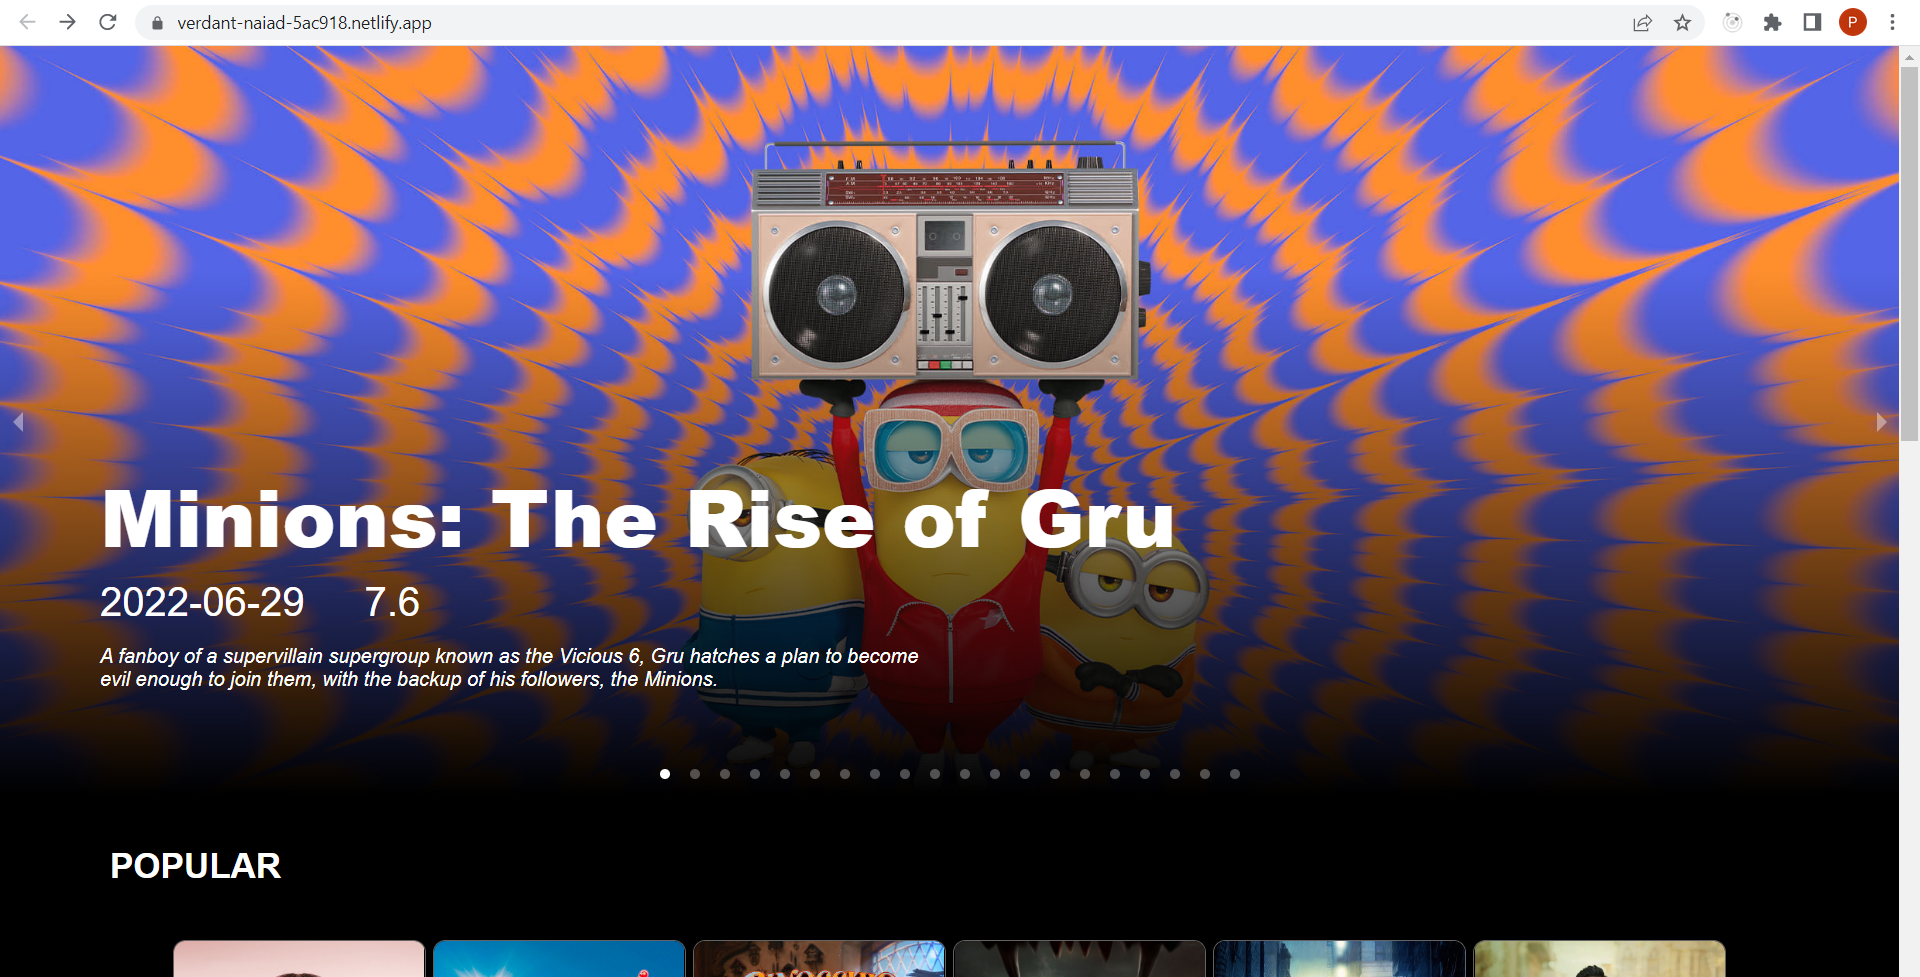 verdant-naiad-5ac918.netlify.app
P
Minions: The Rise of Gru
2022-06-29 7.6
A fanboy of a supervillain supergroup known as the Vicious 6, Gru hatches a plan to become
evil enough to join them, with the backup of his followers, the Minions.
POPULAR